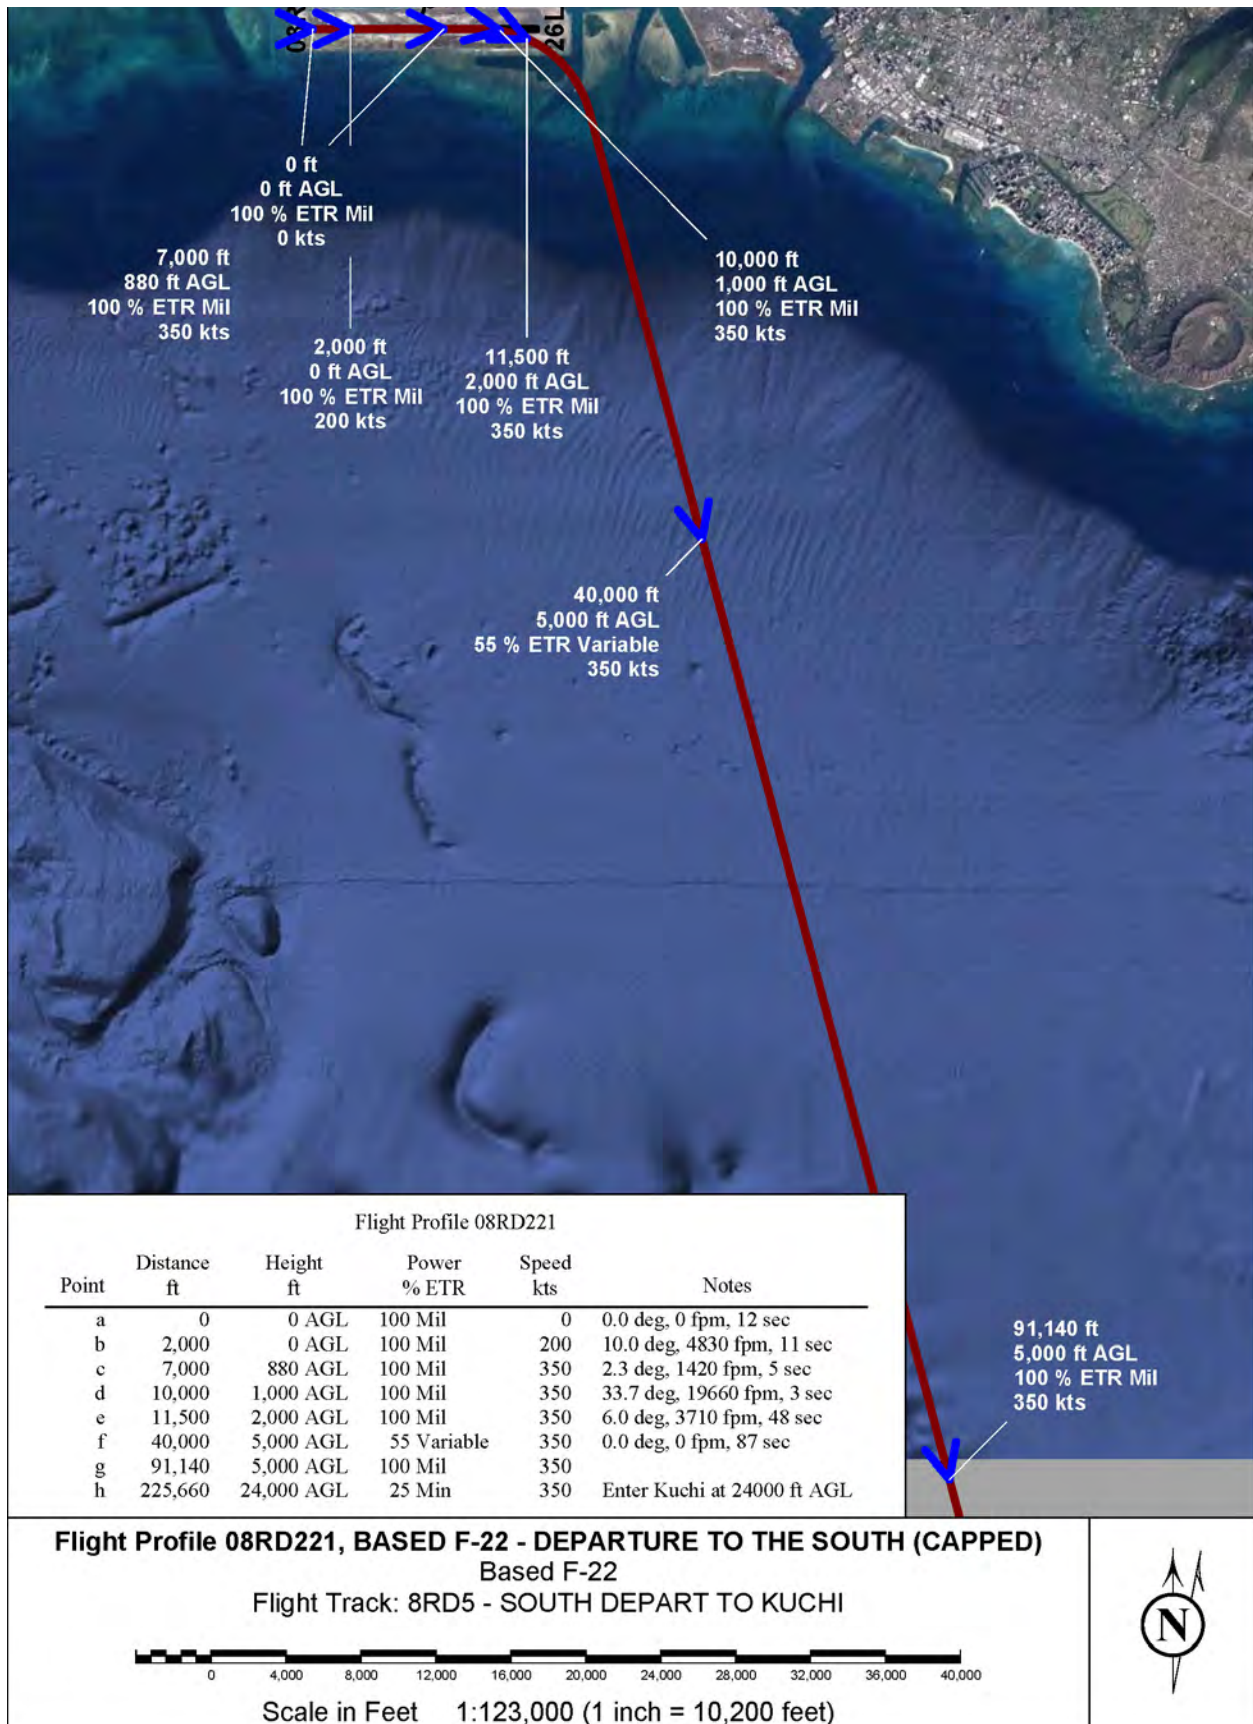 08R
26L
0 ft
0 ft AGL
100 % ETR Mil
0 kts
7,000 ft
880 ft AGL
100 % ETR Mil
350 kts
2,000 ft
0 ft AGL
100 % ETR Mil
200 kts
11,500 ft
2,000 ft AGL
100 % ETR Mil
350 kts
10,000 ft
1,000 ft AGL
100 % ETR Mil
350 kts
40,000 ft
5,000 ft AGL
55 % ETR Variable
350 kts
91,140 ft
5,000 ft AGL
100 % ETR Mil
350 kts
Flight Profile 08RD221
Distance Height Power Speed
Point ft ft % ETR kts Notes
a 0 0 AGL 100 Mil 0 0.0 deg, 0 fpm, 12 sec
b 2,000 0 AGL 100 Mil 200 10.0 deg, 4830 fpm, 11 sec
c 7,000 880 AGL 100 Mil 350 2.3 deg, 1420 fpm, 5 sec
d 10,000 1,000 AGL 100 Mil 350 33.7 deg, 19660 fpm, 3 sec
e 11,500 2,000 AGL 100 Mil 350 6.0 deg, 3710 fpm, 48 sec
f 40,000 5,000 AGL 55 Variable 350 0.0 deg, 0 fpm, 87 sec
g 91,140 5,000 AGL 100 Mil 350
h 225,660 24,000 AGL 25 Min 350 Enter Kuchi at 24000 ft AGL
Flight Profile 08RD221, BASED F-22 - DEPARTURE TO THE SOUTH (CAPPED)
Based F-22
Flight Track: 8RD5 - SOUTH DEPART TO KUCHI
0 4,000 8,000 12,000 16,000 20,000 24,000 28,000 32,000 36,000 40,000
Scale in Feet 1:123,000 (1 inch = 10,200 feet)
N